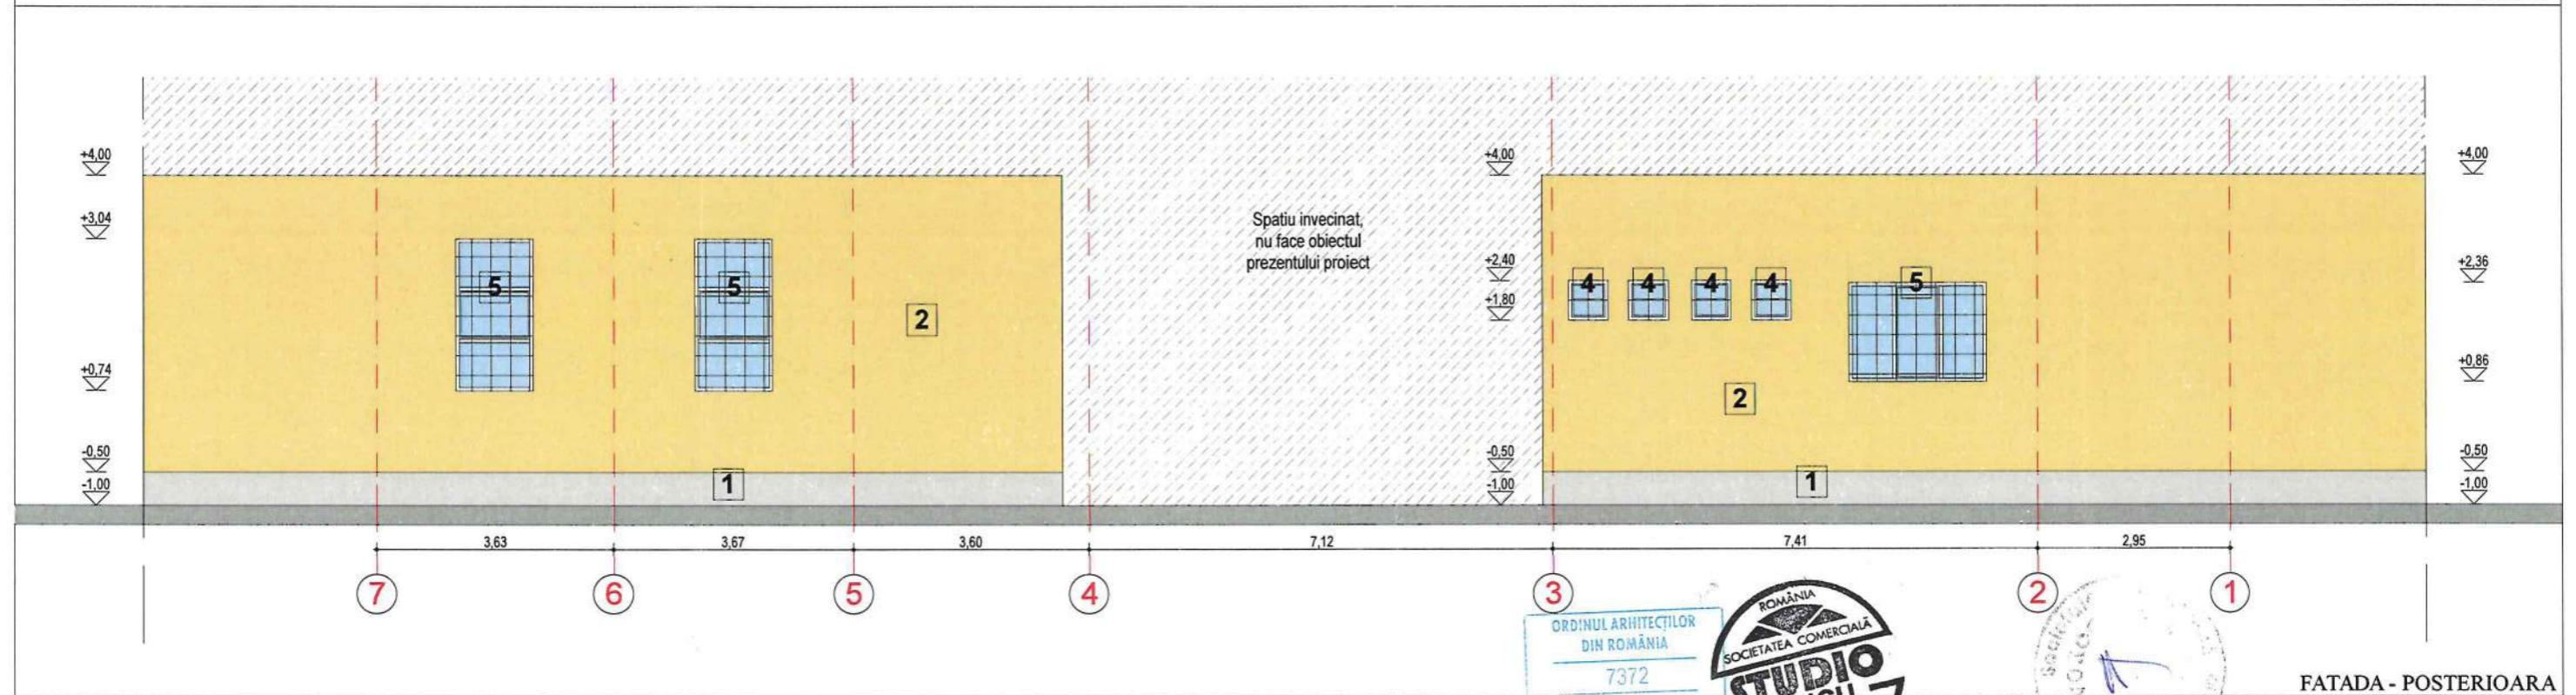 +4,00
+3,04
+0,74
-0,50
-1,00
5
5
2
1
Spatiu invecinat,
nu face obiectul
prezentului proiect
+4,00
+2,40
+1,80
-0,50
-1,00
4 4 4 4 5
2
1
+4,00
+2,36
+0,86
-0,50
-1,00
3,63 3,67 3,60 7,12 7,41 2,95
7 6 5 4 3 2 1
ORDINUL ARHITECȚILOR
DIN ROMÂNIA
7372
ROMÂNIA
SOCIETATEA COMERCIALĂ
STUDIO
7
FATADA - POSTERIOARA